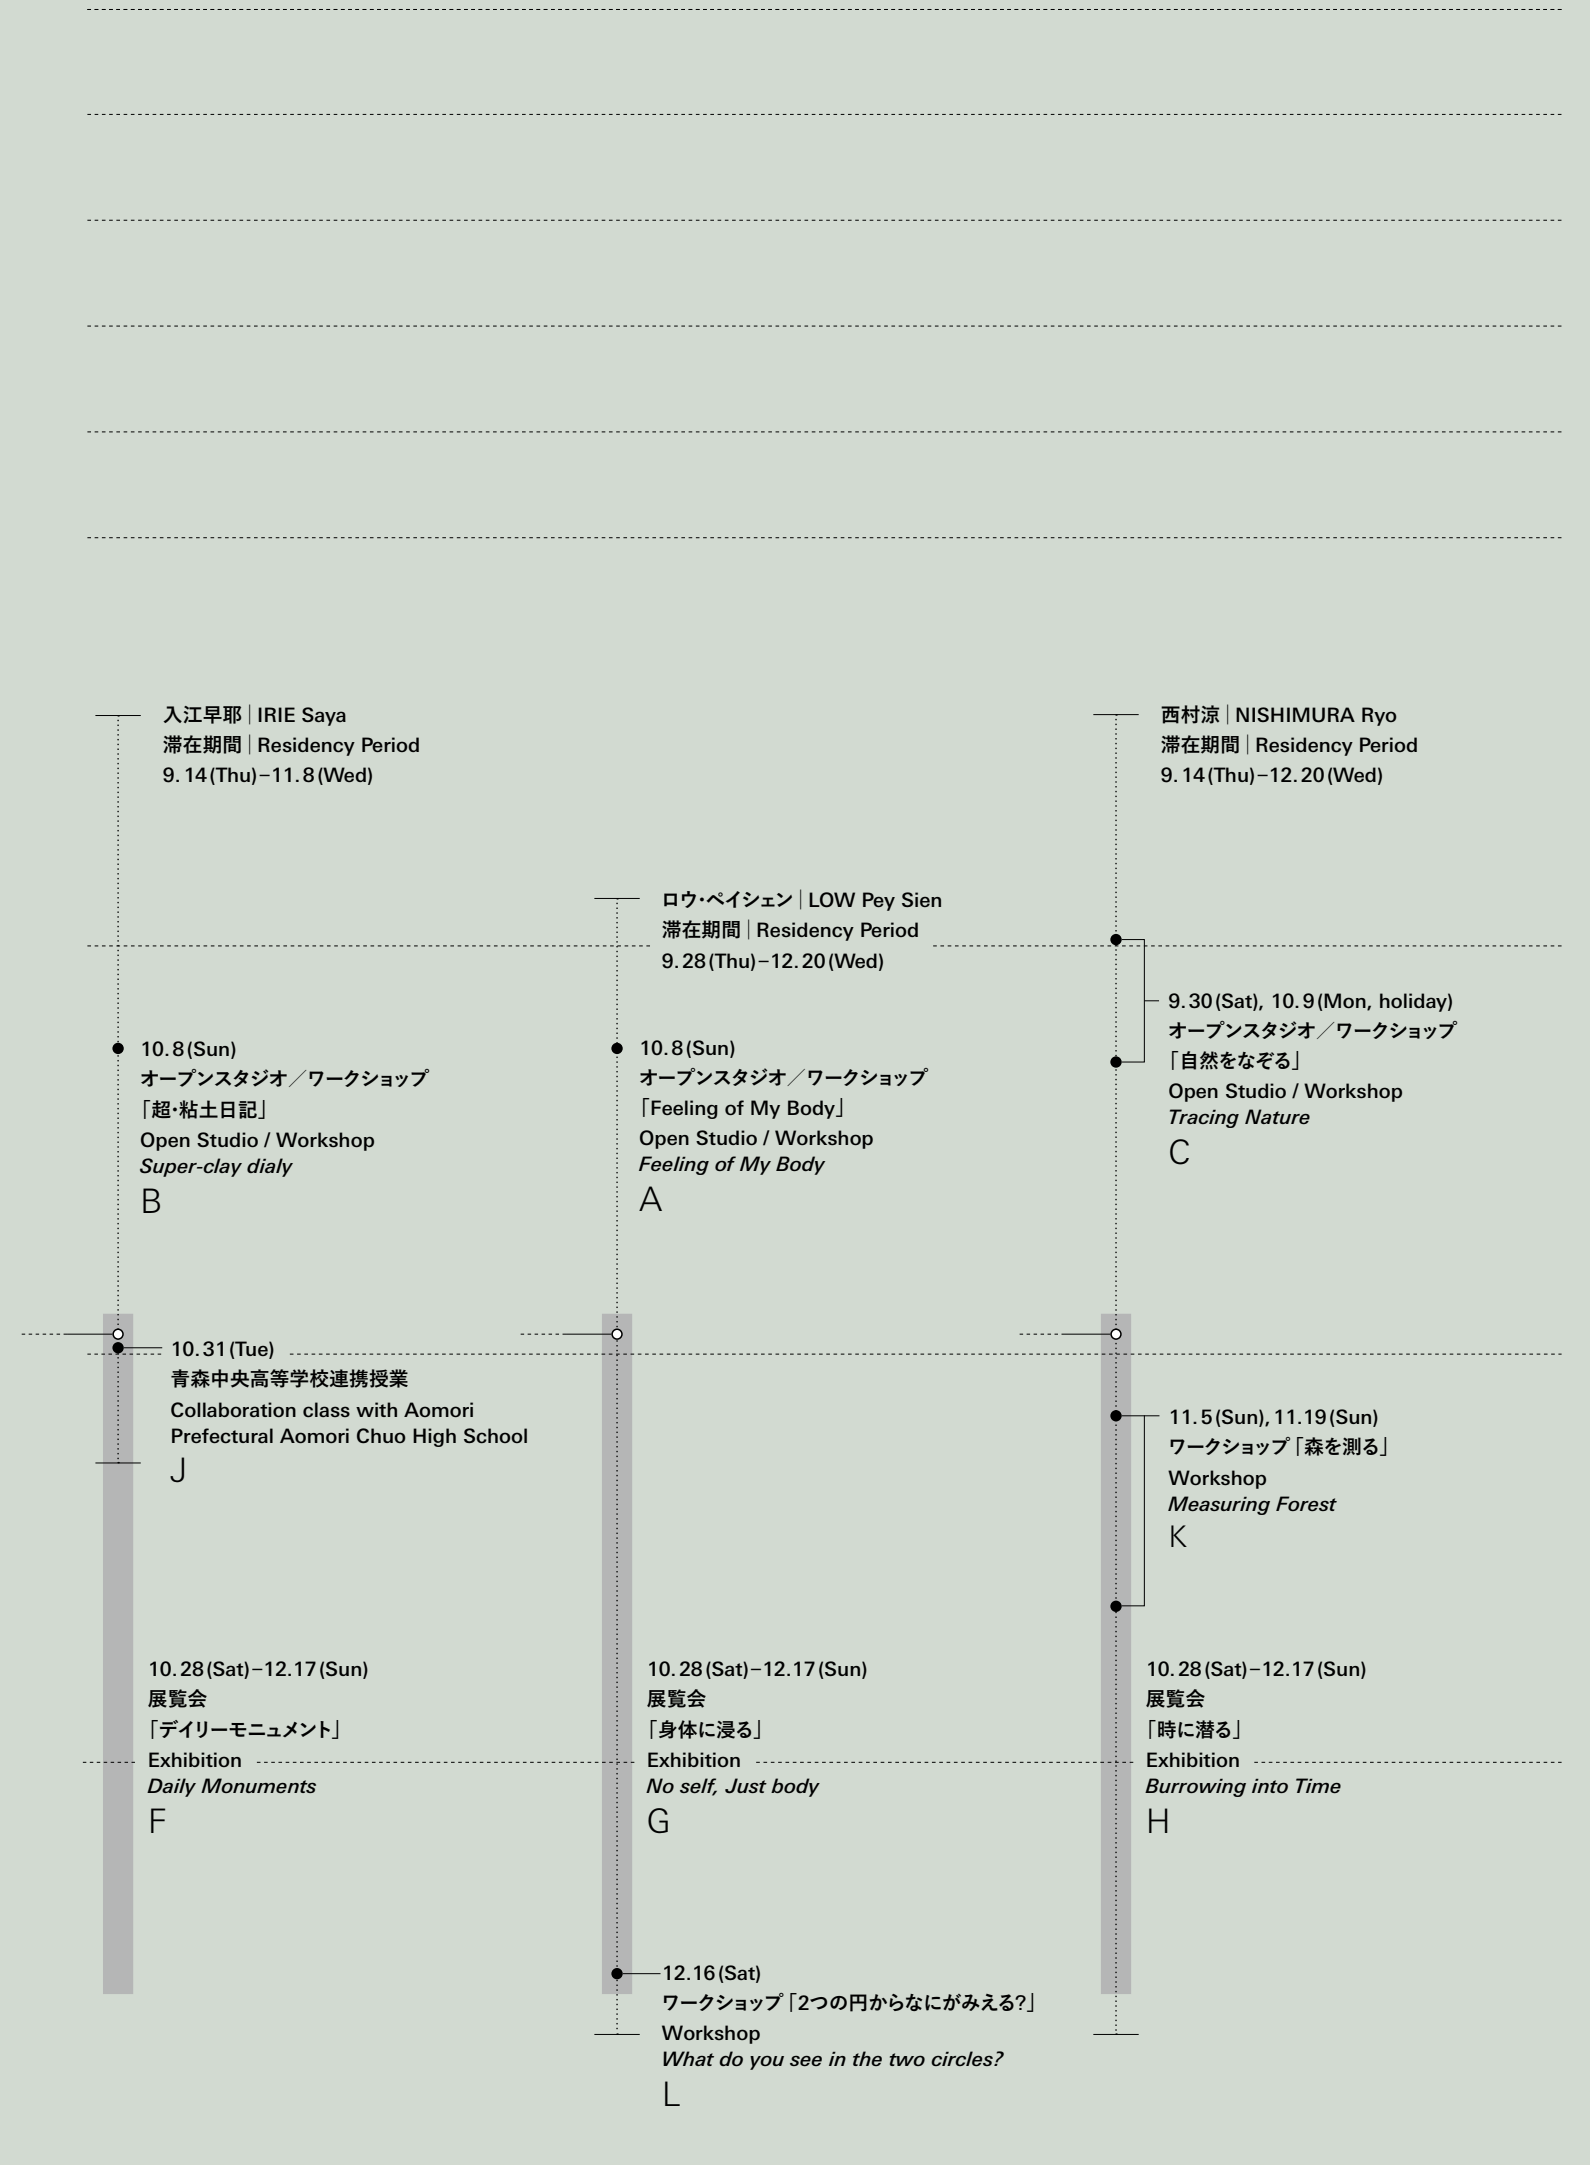 入江早耶｜IRIE Saya
滞在期間｜Residency Period
9.14(Thu)–11.8(Wed)
10.8(Sun)
オープンスタジオ／ワークショップ
「超・粘土日記」
Open Studio / Workshop
Super-clay dialy
B
10.31(Tue)
青森中央高等学校連携授業
Collaboration class with Aomori
Prefectural Aomori Chuo High School
J
10.28(Sat)–12.17(Sun)
展覧会
「デイリーモニュメント」
Exhibition
Daily Monuments
F
ロウ・ペイシェン｜LOW Pey Sien
滞在期間｜Residency Period
9.28(Thu)–12.20(Wed)
10.8(Sun)
オープンスタジオ／ワークショップ
「Feeling of My Body」
Open Studio / Workshop
Feeling of My Body
A
10.28(Sat)–12.17(Sun)
展覧会
「身体に浸る」
Exhibition
No self, Just body
G
12.16(Sat)
ワークショップ「2つの円からなにがみえる?」
Workshop
What do you see in the two circles?
L
西村涼｜NISHIMURA Ryo
滞在期間｜Residency Period
9.14(Thu)–12.20(Wed)
9.30(Sat), 10.9(Mon, holiday)
オープンスタジオ／ワークショップ
「自然をなぞる」
Open Studio / Workshop
Tracing Nature
C
11.5(Sun), 11.19(Sun)
ワークショップ「森を測る」
Workshop
Measuring Forest
K
10.28(Sat)–12.17(Sun)
展覧会
「時に潜る」
Exhibition
Burrowing into Time
H